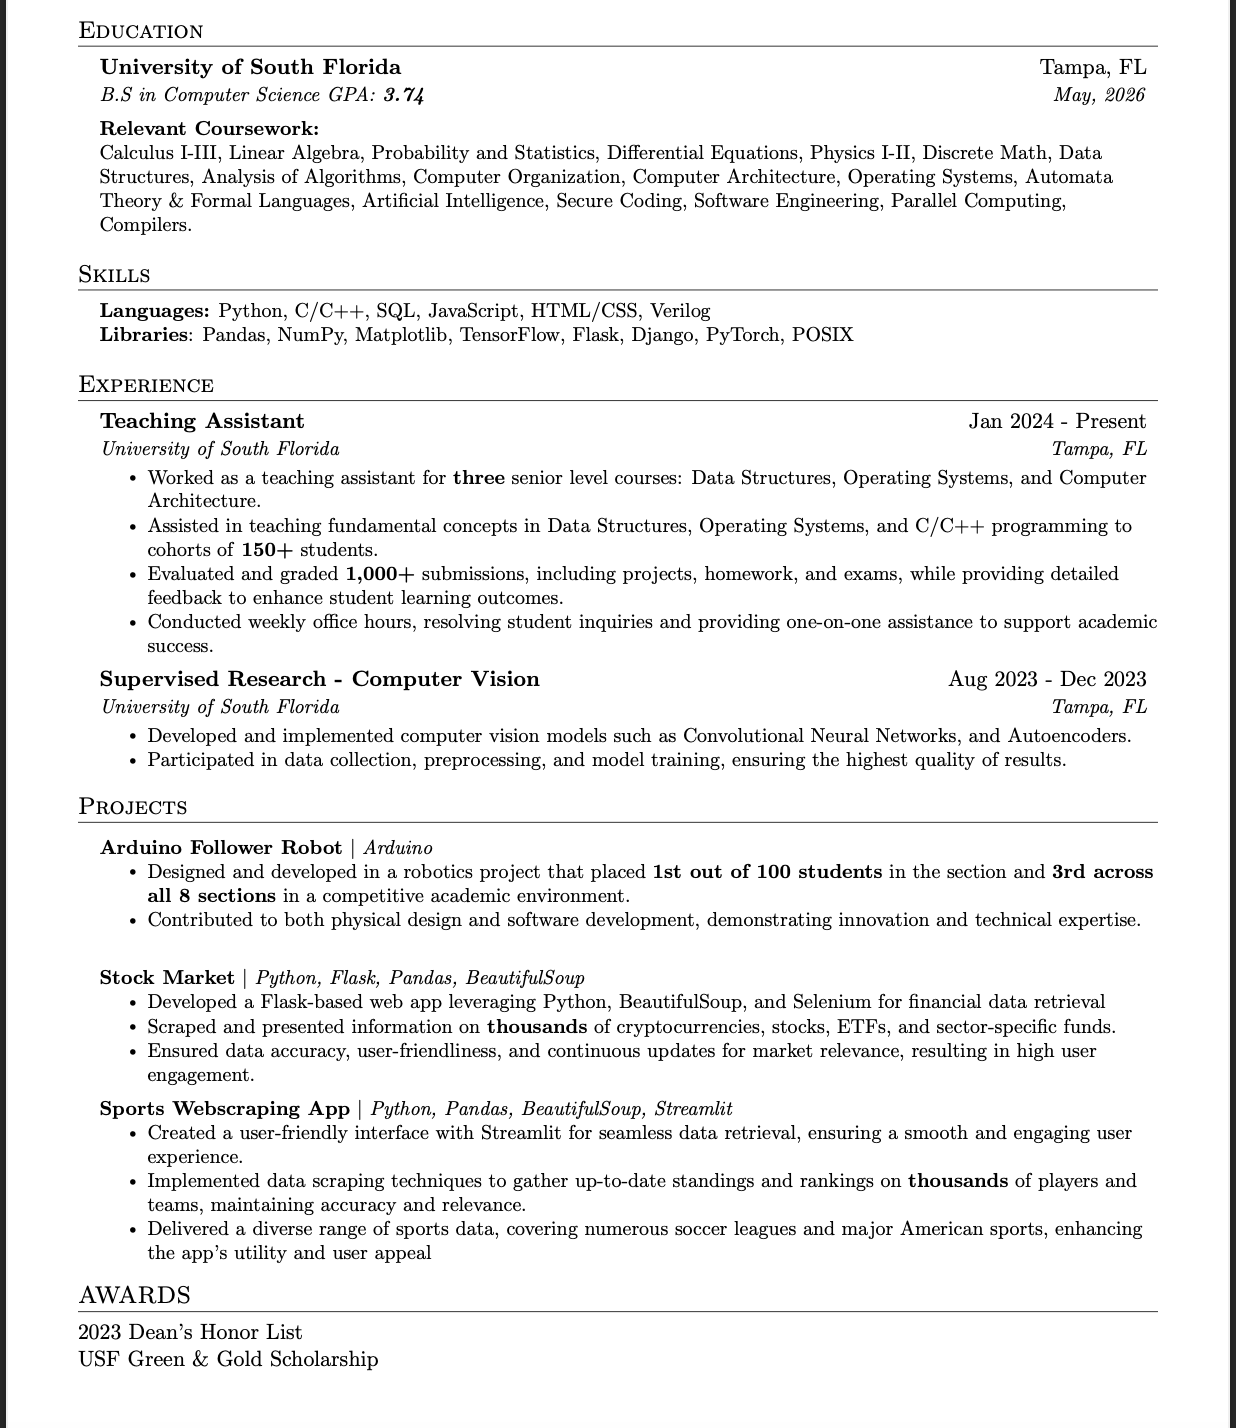 EDUCATION
University of South Florida Tampa, FL
B.S in Computer Science GPA: 3.74 May, 2026
Relevant Coursework:
Calculus I-III, Linear Algebra, Probability and Statistics, Differential Equations, Physics I-II, Discrete Math, Data
Structures, Analysis of Algorithms, Computer Organization, Computer Architecture, Operating Systems, Automata
Theory & Formal Languages, Artificial Intelligence, Secure Coding, Software Engineering, Parallel Computing,
Compilers.
SKILLS
Languages: Python, C/C++, SQL, JavaScript, HTML/CSS, Verilog
Libraries: Pandas, NumPy, Matplotlib, TensorFlow, Flask, Django, PyTorch, POSIX
EXPERIENCE
Teaching Assistant Jan 2024 - Present
University of South Florida Tampa, FL
• Worked as a teaching assistant for three senior level courses: Data Structures, Operating Systems, and Computer
Architecture.
• Assisted in teaching fundamental concepts in Data Structures, Operating Systems, and C/C++ programming to
cohorts of 150+ students.
• Evaluated and graded 1,000+ submissions, including projects, homework, and exams, while providing detailed
feedback to enhance student learning outcomes.
• Conducted weekly office hours, resolving student inquiries and providing one-on-one assistance to support academic
success.
Supervised Research - Computer Vision Aug 2023 - Dec 2023
University of South Florida Tampa, FL
• Developed and implemented computer vision models such as Convolutional Neural Networks, and Autoencoders.
• Participated in data collection, preprocessing, and model training, ensuring the highest quality of results.
PROJECTS
Arduino Follower Robot | Arduino
• Designed and developed in a robotics project that placed 1st out of 100 students in the section and 3rd across
all 8 sections in a competitive academic environment.
• Contributed to both physical design and software development, demonstrating innovation and technical expertise.
Stock Market | Python, Flask, Pandas, BeautifulSoup
• Developed a Flask-based web app leveraging Python, BeautifulSoup, and Selenium for financial data retrieval
• Scraped and presented information on thousands of cryptocurrencies, stocks, ETFs, and sector-specific funds.
• Ensured data accuracy, user-friendliness, and continuous updates for market relevance, resulting in high user
engagement.
Sports Webscraping App | Python, Pandas, BeautifulSoup, Streamlit
• Created a user-friendly interface with Streamlit for seamless data retrieval, ensuring a smooth and engaging user
experience.
• Implemented data scraping techniques to gather up-to-date standings and rankings on thousands of players and
teams, maintaining accuracy and relevance.
• Delivered a diverse range of sports data, covering numerous soccer leagues and major American sports, enhancing
the app's utility and user appeal
AWARDS
2023 Dean's Honor List
USF Green & Gold Scholarship